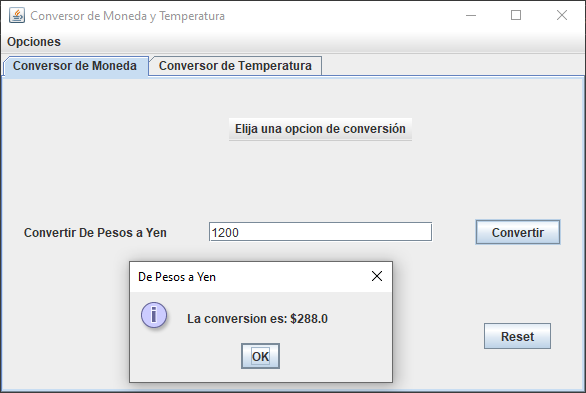 Conversor de Moneda y Temperatura
Opciones
Conversor de Moneda
Conversor de Temperatura
Elija una opcion de conversión
Convertir De Pesos a Yen
1200
Convertir
De Pesos a Yen
La conversion es: $288.0
OK
Reset